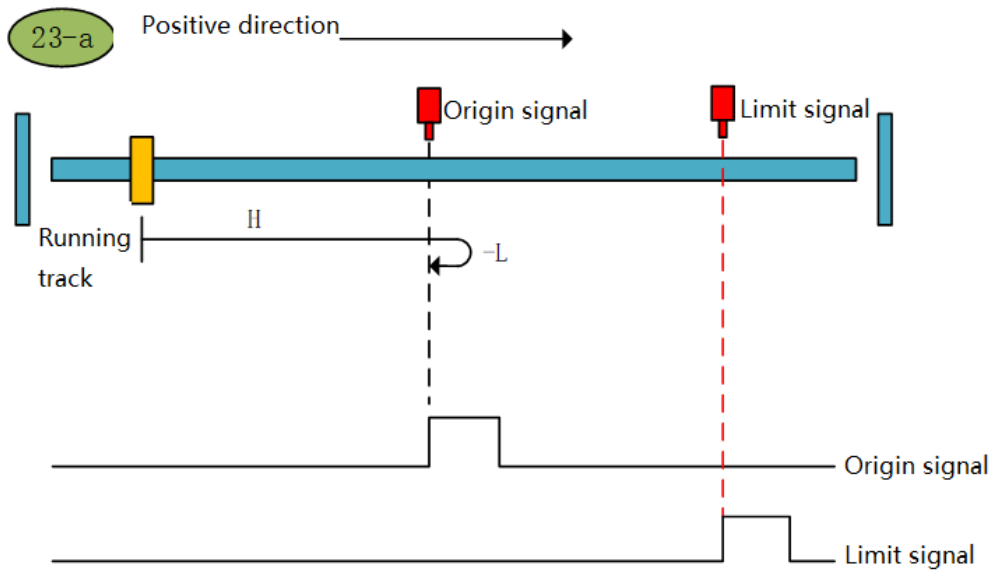 23-a
Positive direction
Origin signal
Limit signal
Running
track
H
-L
Origin signal
Limit signal